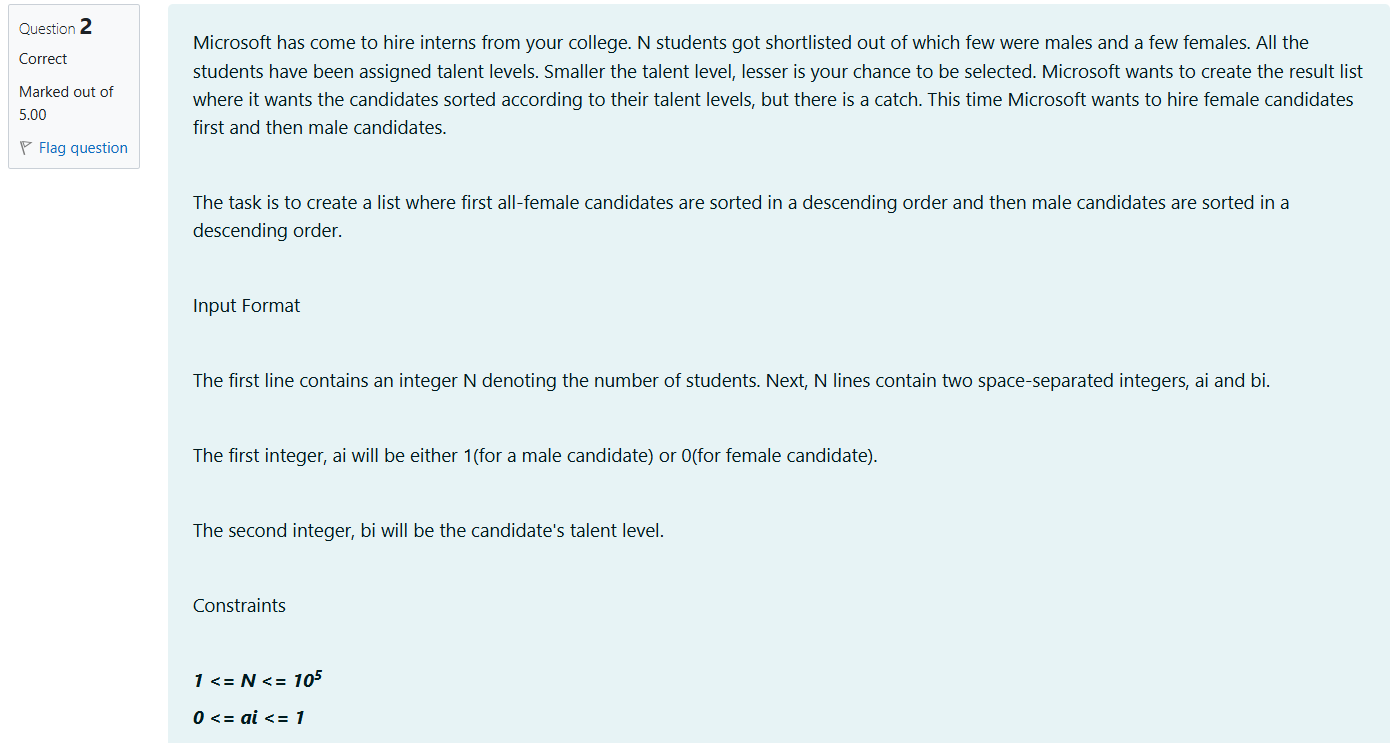 Question 2
Correct
Marked out of
5.00
Flag question
Microsoft has come to hire interns from your college. N students got shortlisted out of which few were males and a few females. All the
students have been assigned talent levels. Smaller the talent level, lesser is your chance to be selected. Microsoft wants to create the result list
where it wants the candidates sorted according to their talent levels, but there is a catch. This time Microsoft wants to hire female candidates
first and then male candidates.
The task is to create a list where first all-female candidates are sorted in a descending order and then male candidates are sorted in a
descending order.
Input Format
The first line contains an integer N denoting the number of students. Next, N lines contain two space-separated integers, ai and bi.
The first integer, ai will be either 1(for a male candidate) or 0(for female candidate).
The second integer, bi will be the candidate's talent level.
Constraints
1 <= N <= 10⁵
0 <= ai <= 1